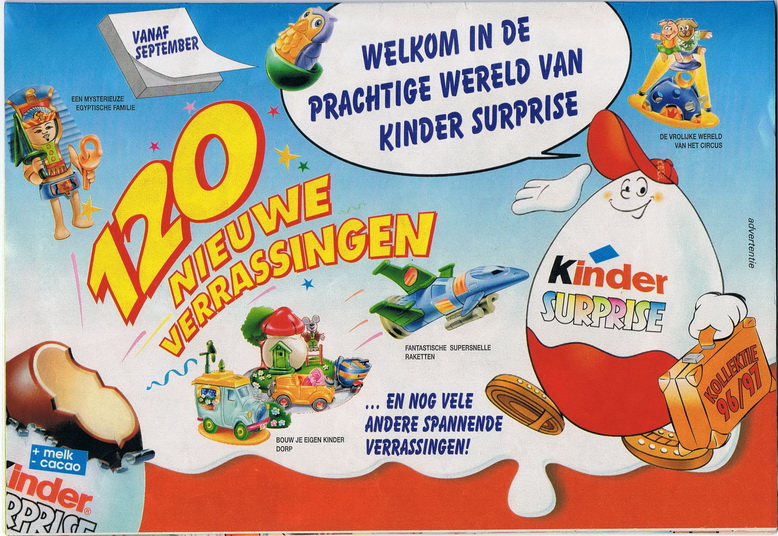 VANAF
SEPTEMBER
WELKOM IN DE
PRACHTIGE WERELD VAN
KINDER SURPRISE
EEN MYSTERIEUZE
EGYPTISCHE FAMILIE
DE VROLIJKE WERELD
VAN HET CIRCUS
120
NIEUWE
VERRASSINGEN
advertentie
Kinder
SURPRISE
FANTASTISCHE SUPERSNELLE
RAKETTEN
KOLLEKTIE
96/97
... EN NOG VELE
ANDERE SPANNENDE
VERRASSINGEN!
BOUW JE EIGEN KINDER
DORP
+ melk
- cacao
inder
RPRISE